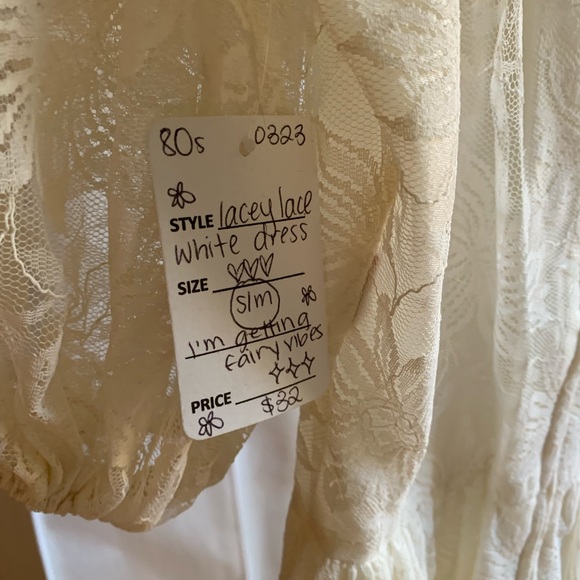 80s 0323
STYLE lacey lace
white dress
SIZE
s/m
I'm getting
fairy vibes
PRICE $32